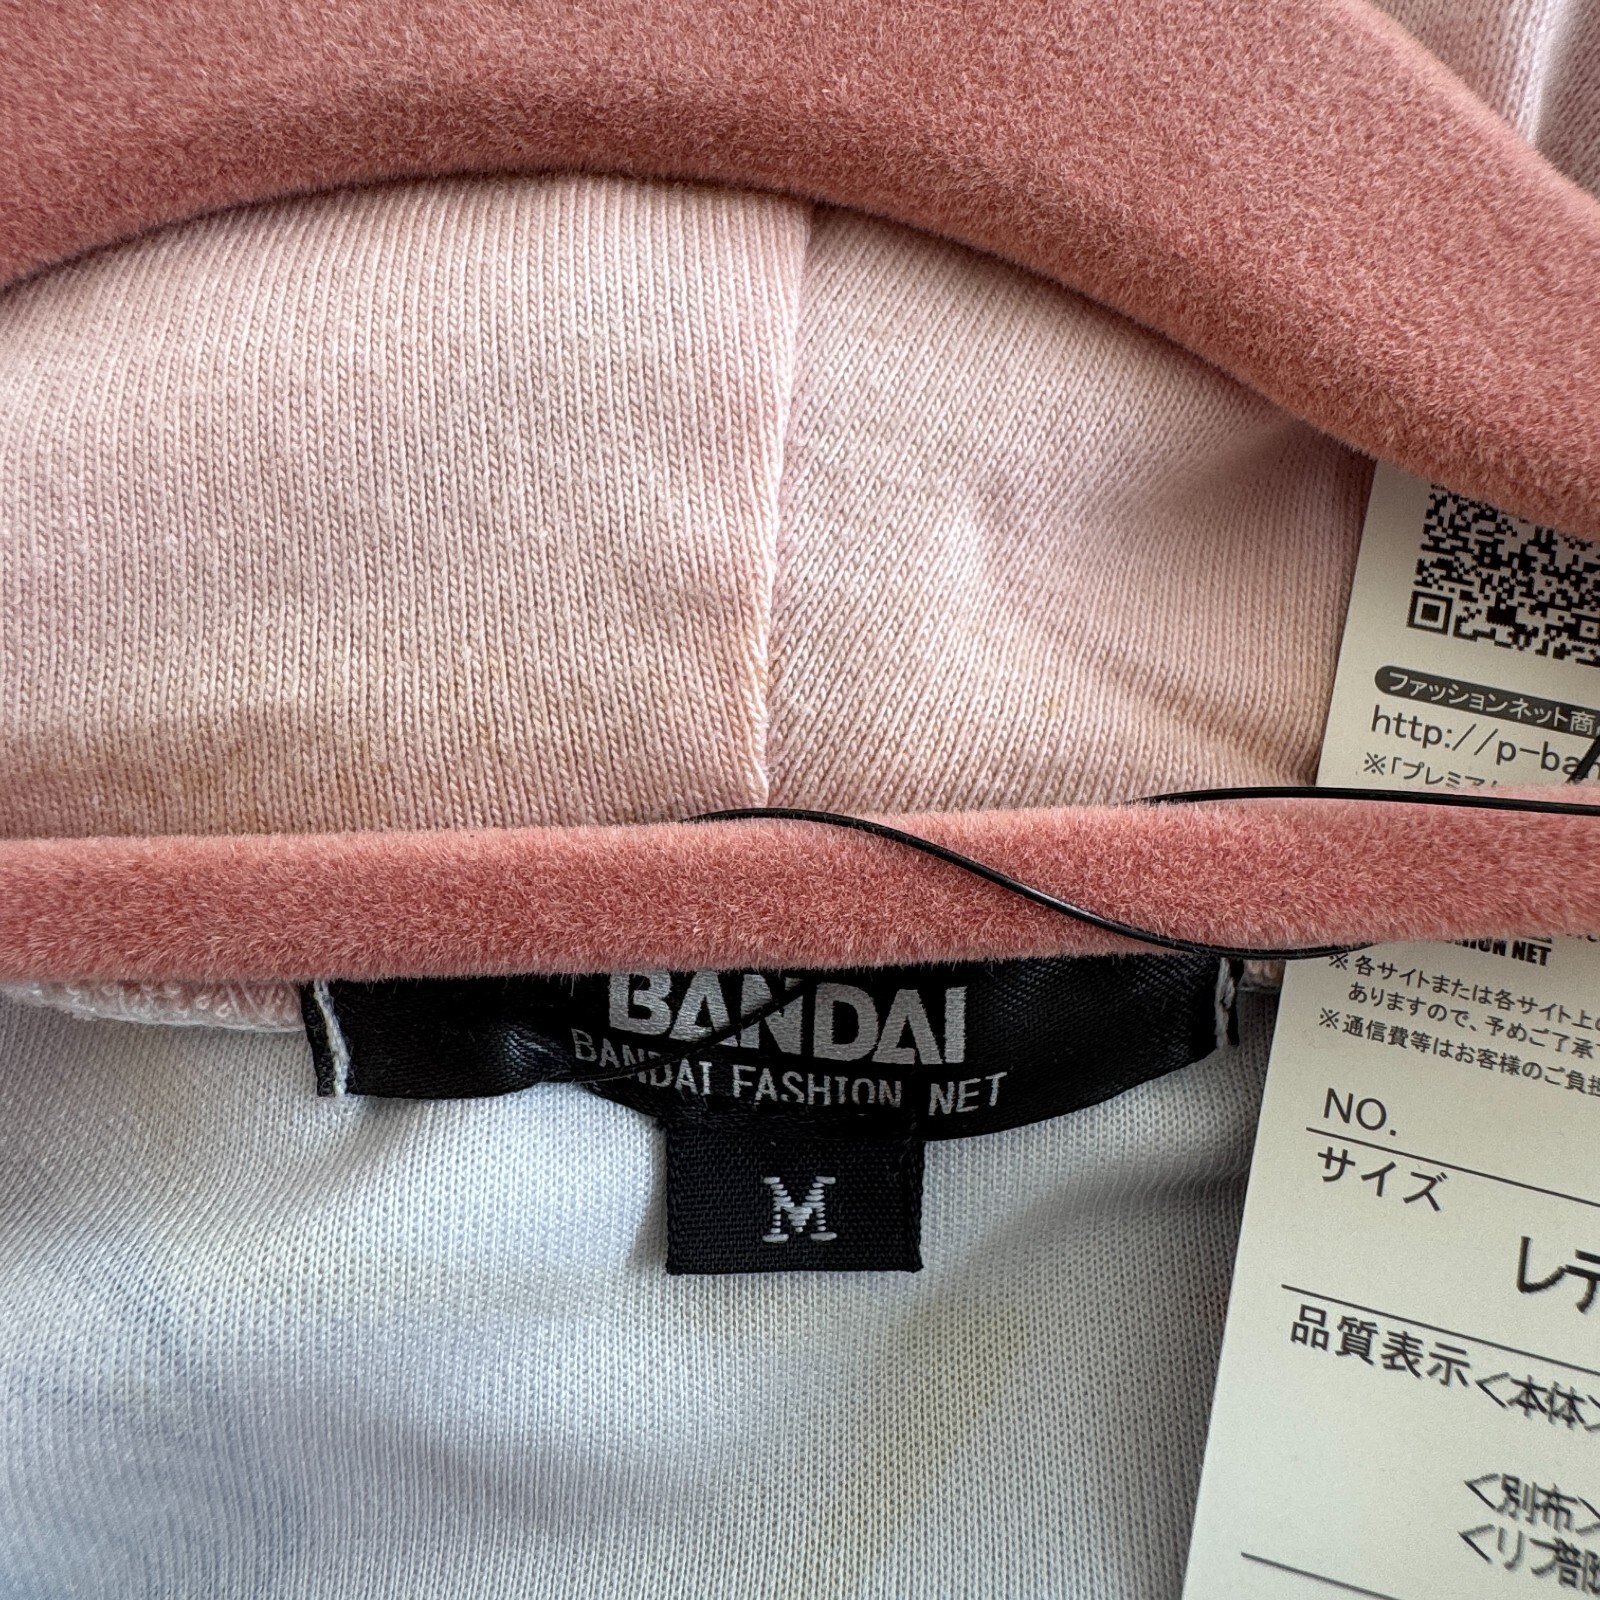 BANDAI
BANDAI FASHION NET
M
ファッションネット商
http://p-ban
※「プレミア
FASHION NET
※各サイトまたは各サイト上
ありますので、予めご了承
※通信費等はお客様のご負担
NO.
サイズ
レデ
品質表示<本体>
<別布>
<リブ部